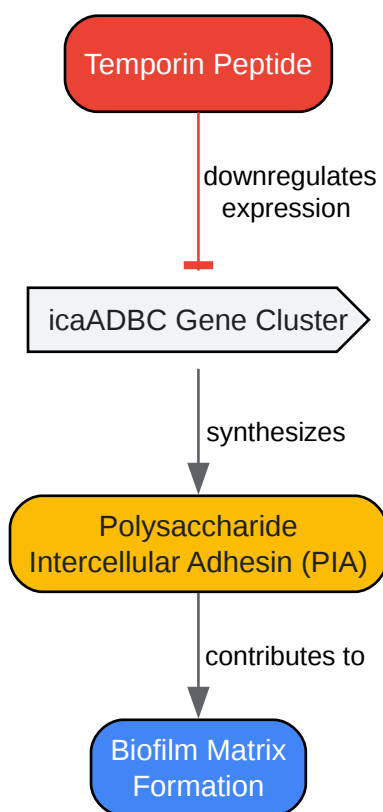 Temporin Peptide
downregulates
expression
icaADBC Gene Cluster
synthesizes
Polysaccharide
Intercellular Adhesin (PIA)
contributes to
Biofilm Matrix
Formation